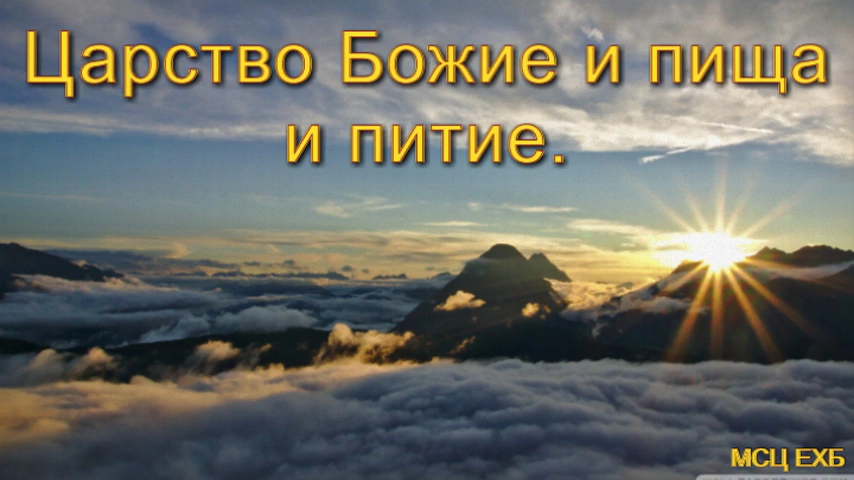 Царство Божие и пища
и питие.
МСЦ ЕХБ